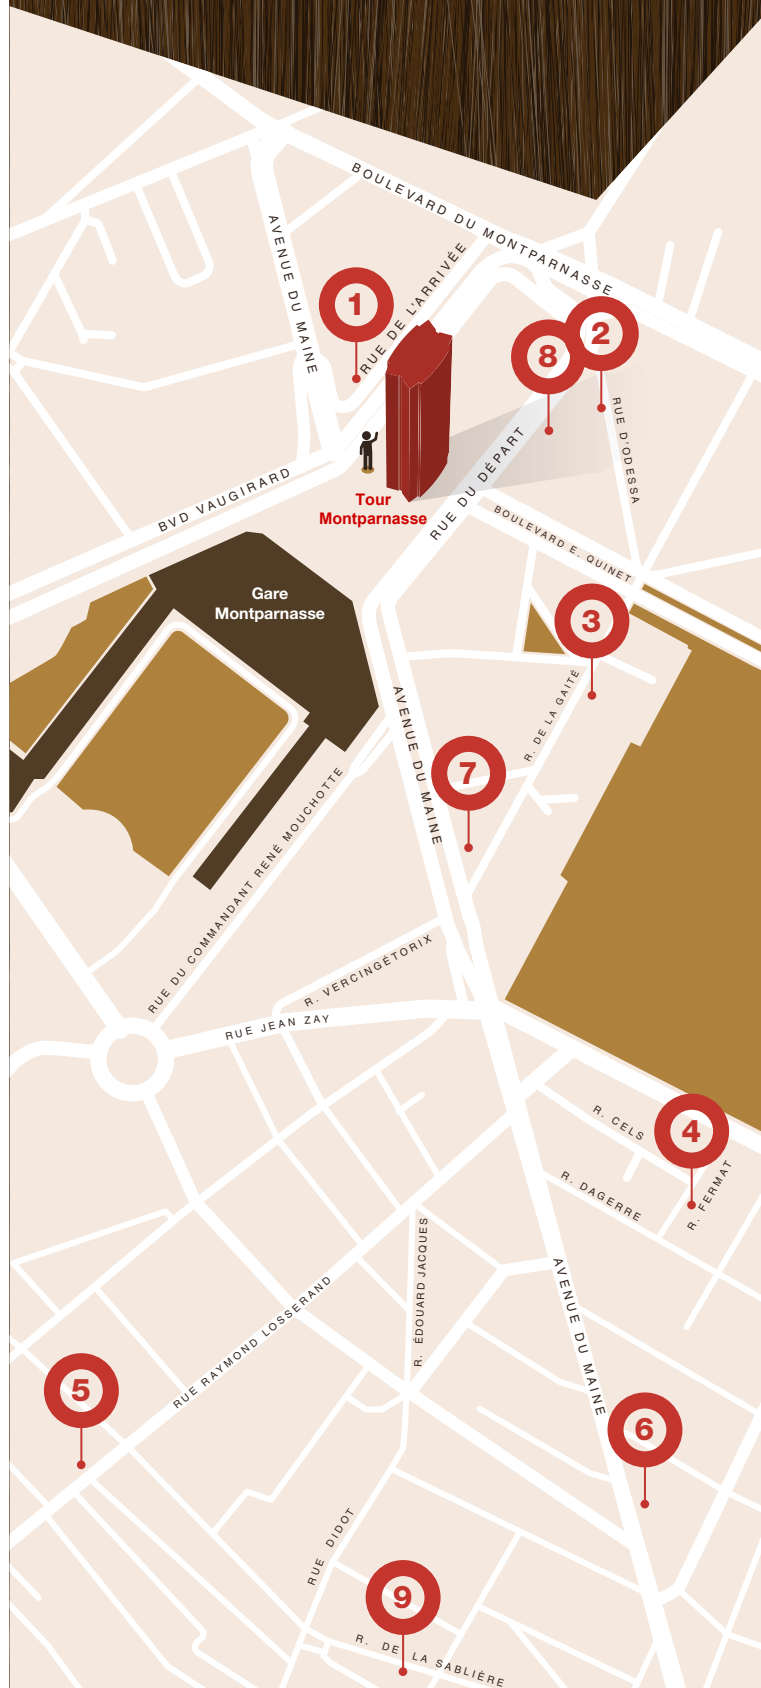 BOULEVARD DU MONTPARNASSE
AVENUE DU MAINE
RUE DE L'ARRIVÉE
1
2
8
RUE D'ODESSA
RUE DU DÉPART
BVD VAUGIRARD
Tour
Montparnasse
BOULEVARD E. QUINET
Gare
Montparnasse
3
R. DE LA GAITÉ
AVENUE DU MAINE
7
RUE DU COMMANDANT RENÉ MOUCHOTTE
R. VERCINGÉTORIX
RUE JEAN ZAY
R. CELS
4
R. DAGERRE
R. FERMAT
R. ÉDOUARD JACQUES
AVENUE DU MAINE
RUE RAYMOND LOSSERAND
5
6
RUE DIDOT
9
R. DE LA SABLIÈRE